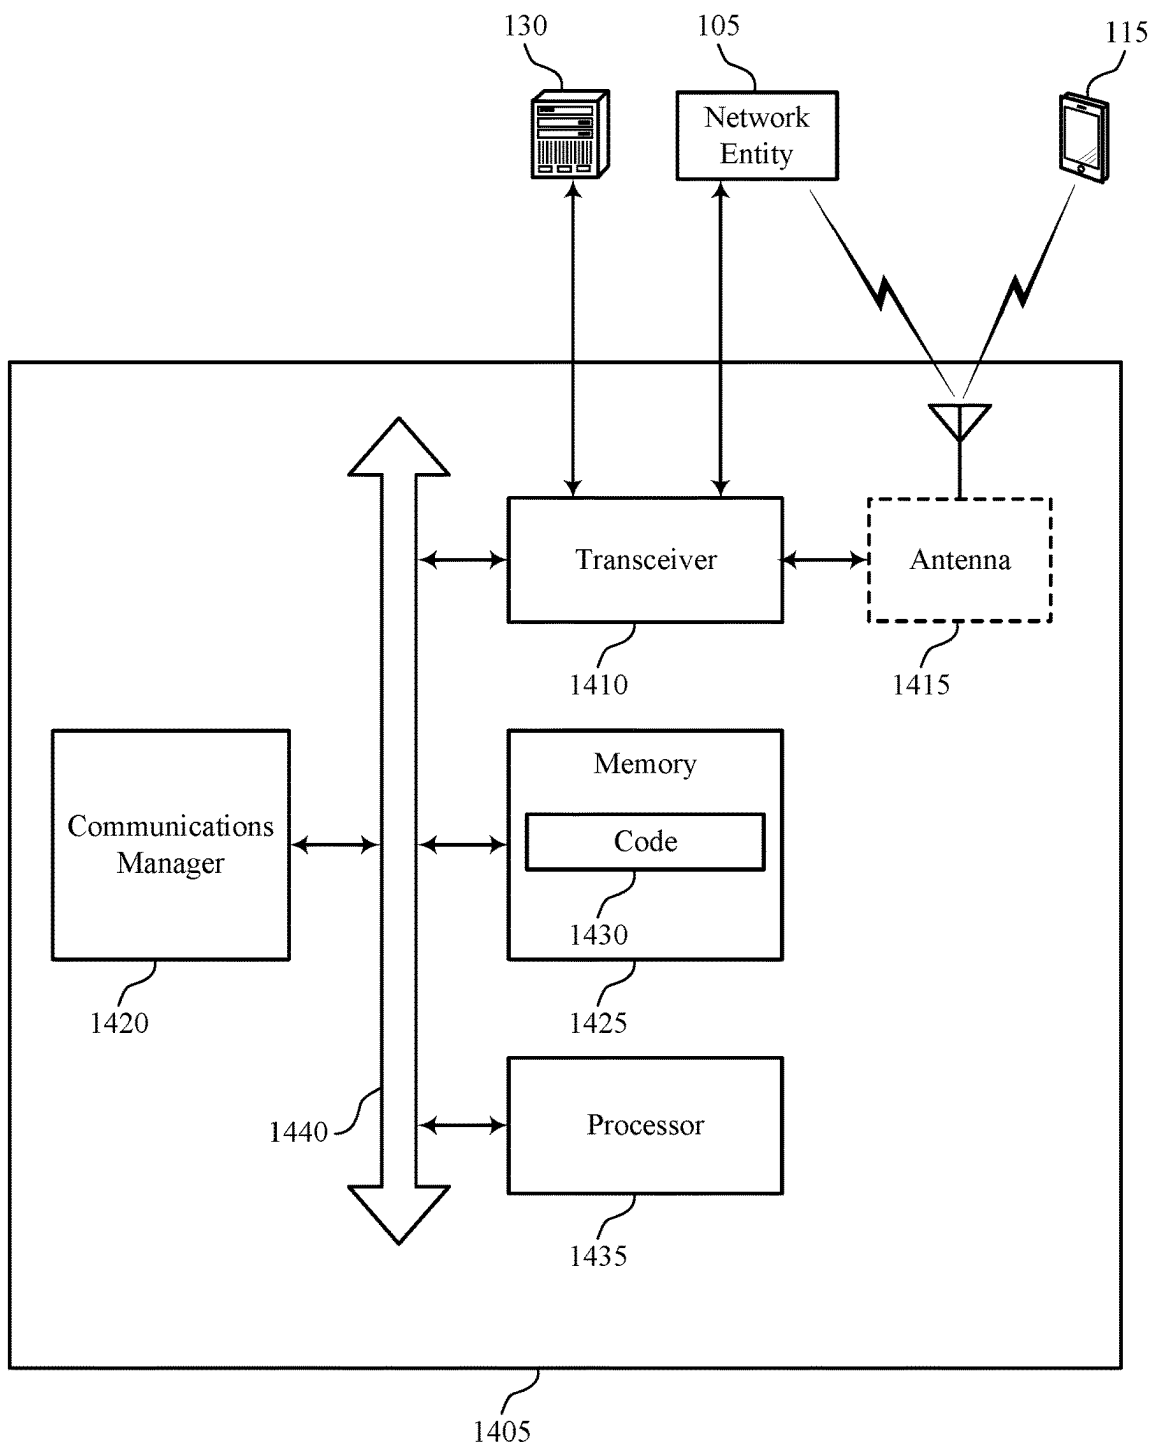 130
105
115
Network
Entity
Transceiver
Antenna
1410
1415
Memory
Communications
Manager
Code
1430
1420
1425
1440
Processor
1435
1405